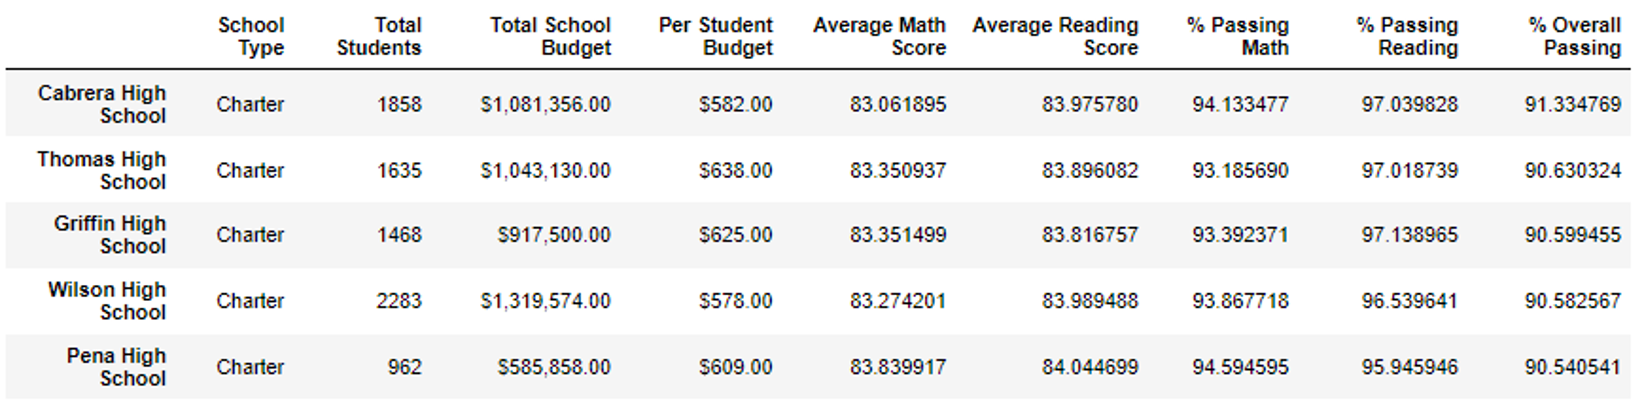 School Type Total Students Total School Budget Per Student Budget Average Math Score Average Reading Score % Passing Math % Passing Reading % Overall Passing
Cabrera High School Charter 1858 $1,081,356.00 $582.00 83.061895 83.975780 94.133477 97.039828 91.334769
Thomas High School Charter 1635 $1,043,130.00 $638.00 83.350937 83.896082 93.185690 97.018739 90.630324
Griffin High School Charter 1468 $917,500.00 $625.00 83.351499 83.816757 93.392371 97.138965 90.599455
Wilson High School Charter 2283 $1,319,574.00 $578.00 83.274201 83.989488 93.867718 96.539641 90.582567
Pena High School Charter 962 $585,858.00 $609.00 83.839917 84.044699 94.594595 95.945946 90.540541